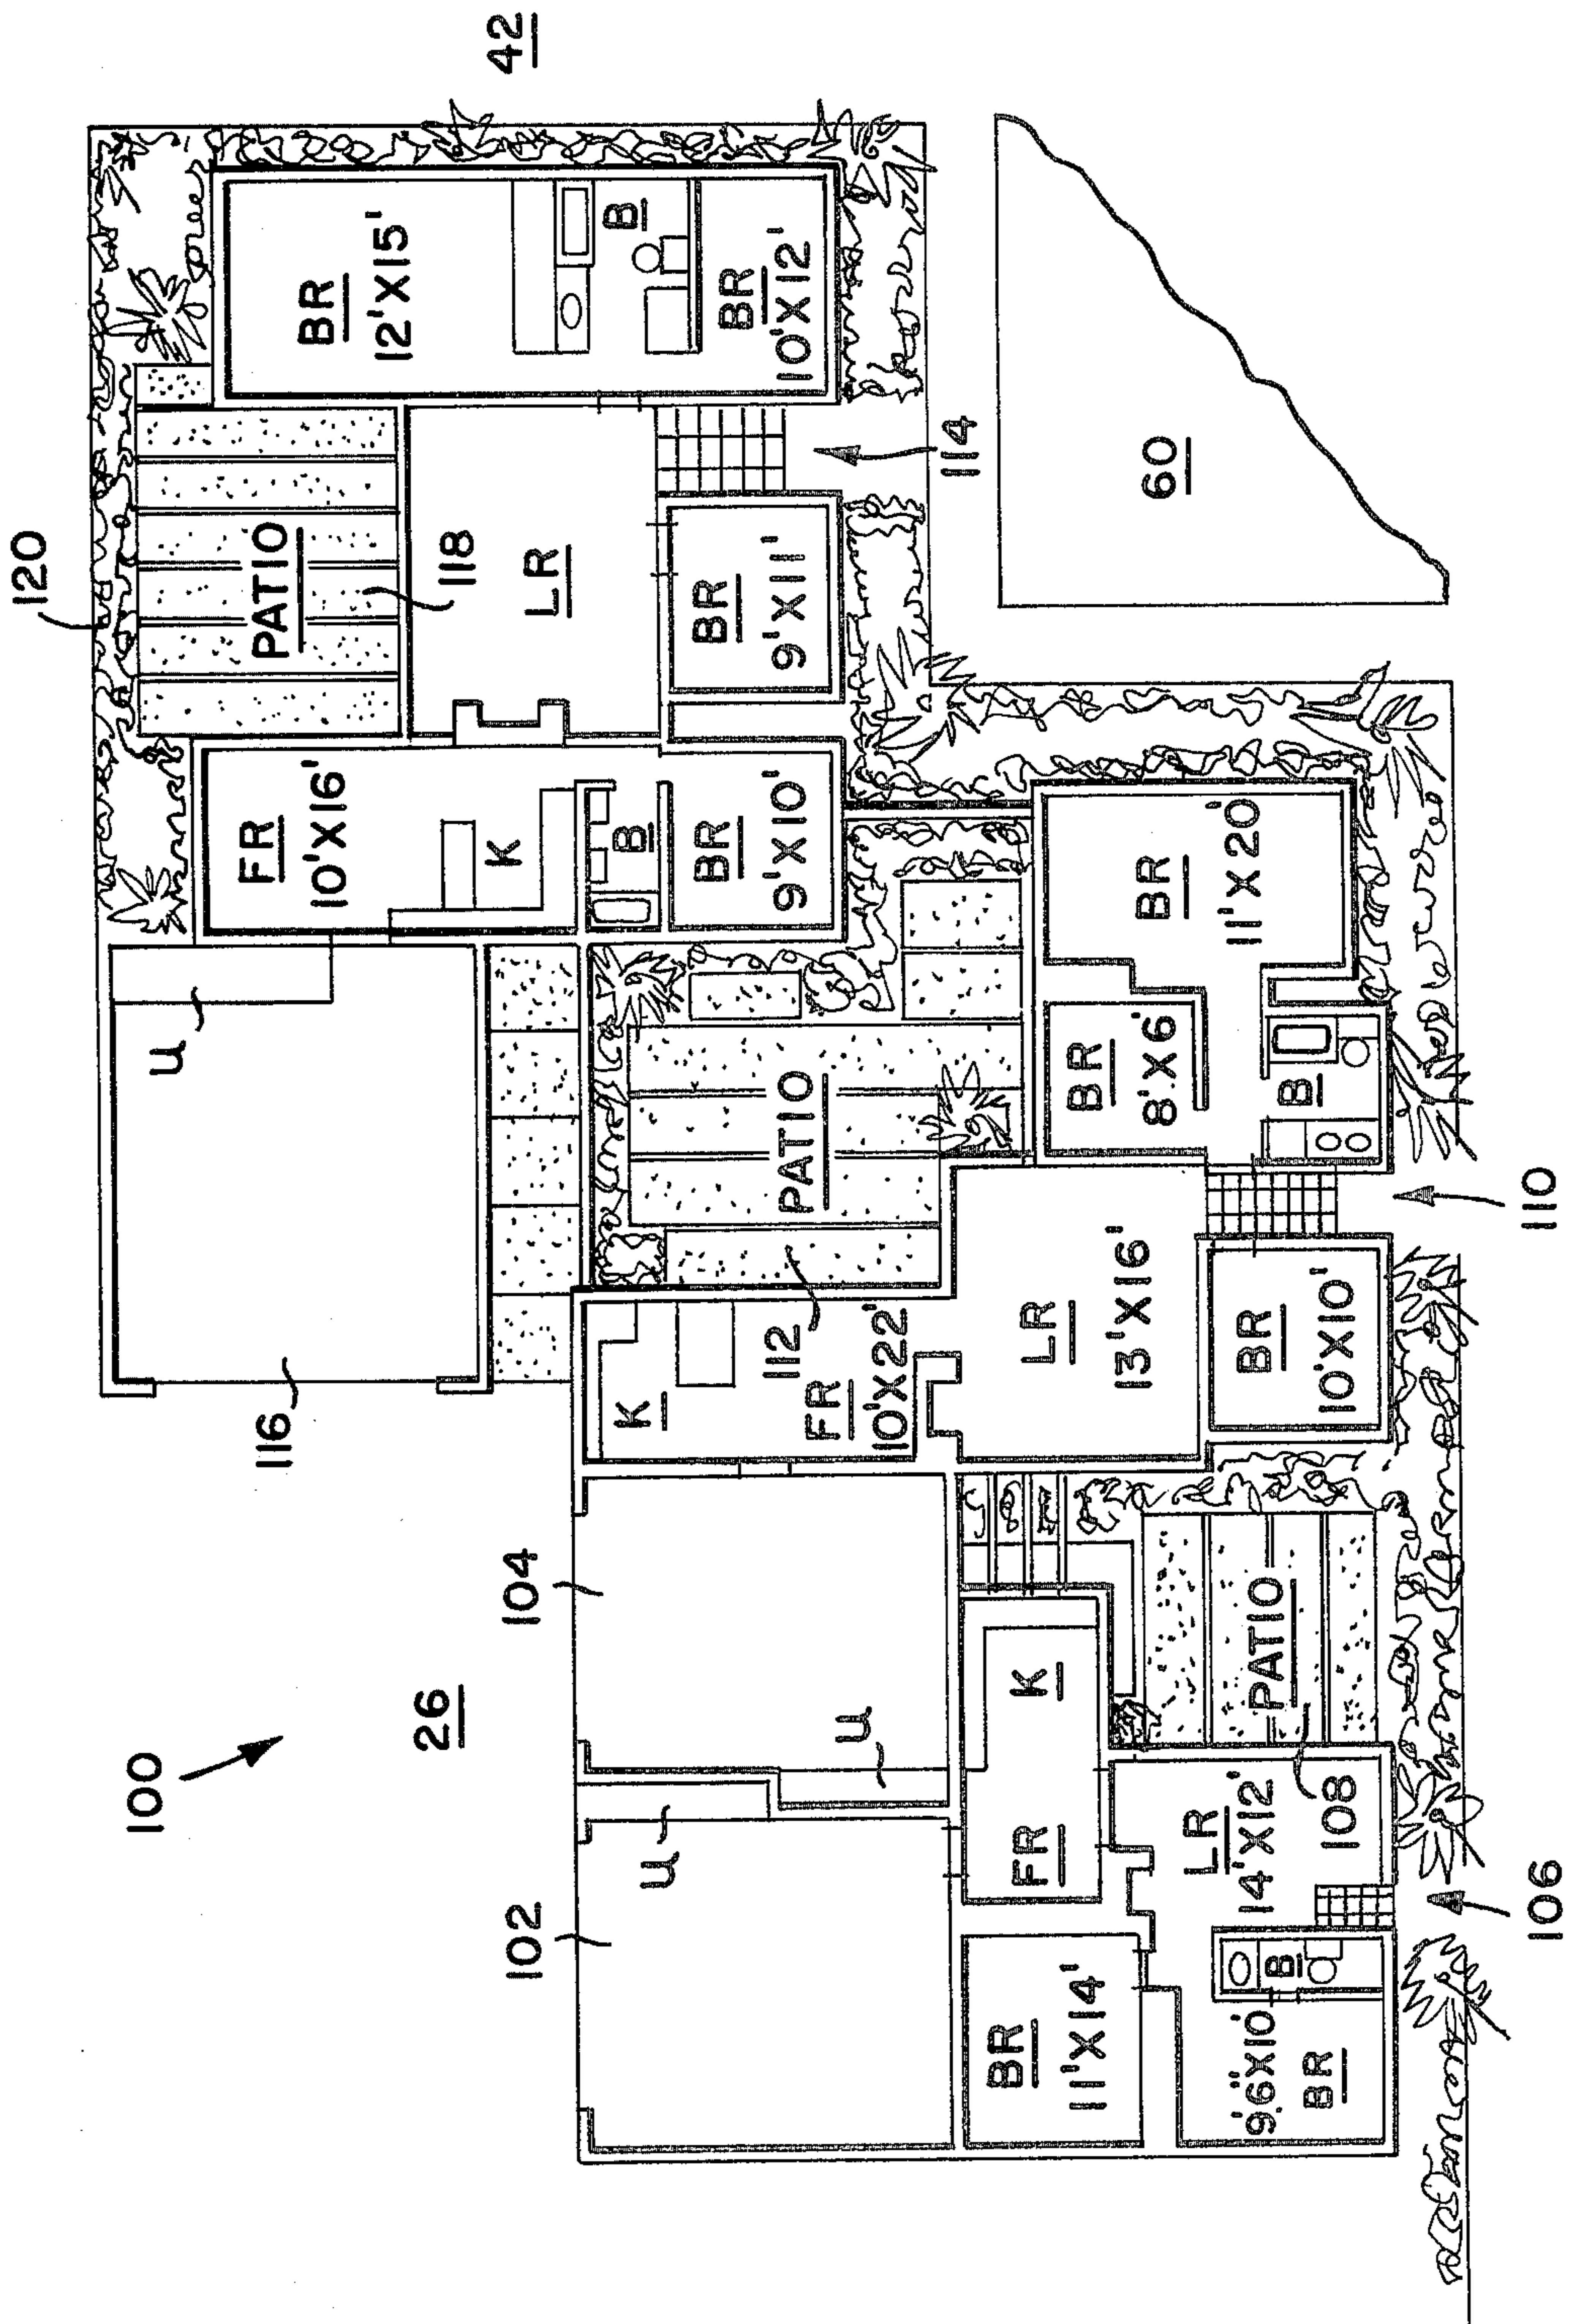 42
120
BR
12'X15'
B
BR
10'X12'
PATIO
118
LR
114
60
BR
9'X11'
FR
10'X16'
K
B
BR
9'X10'
U
116
PATIO
112
BR
11'X20'
BR
8'X6'
B
110
K
FR
10'X22'
LR
13'X16'
BR
10'X10'
104
26
100
U
U
K
FR
PATIO
108
LR
14'X12'
106
102
BR
11'X14'
B
9'6"X10'
BR